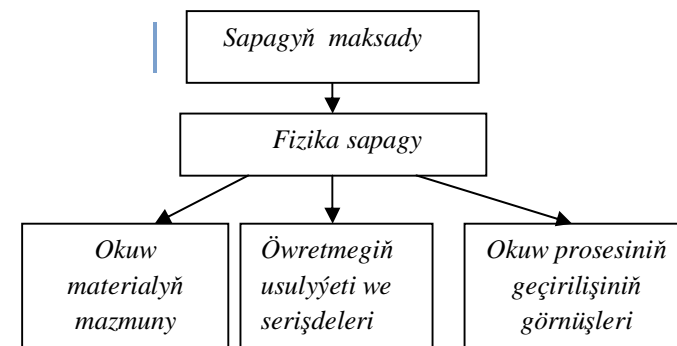 Sapagyň maksady
Fizika sapagy
Okuw
materialyň
mazmuny
Öwretmegiň
usulyýeti we
serişdeleri
Okuw prosesiniň
geçirilişiniň
görnüşleri